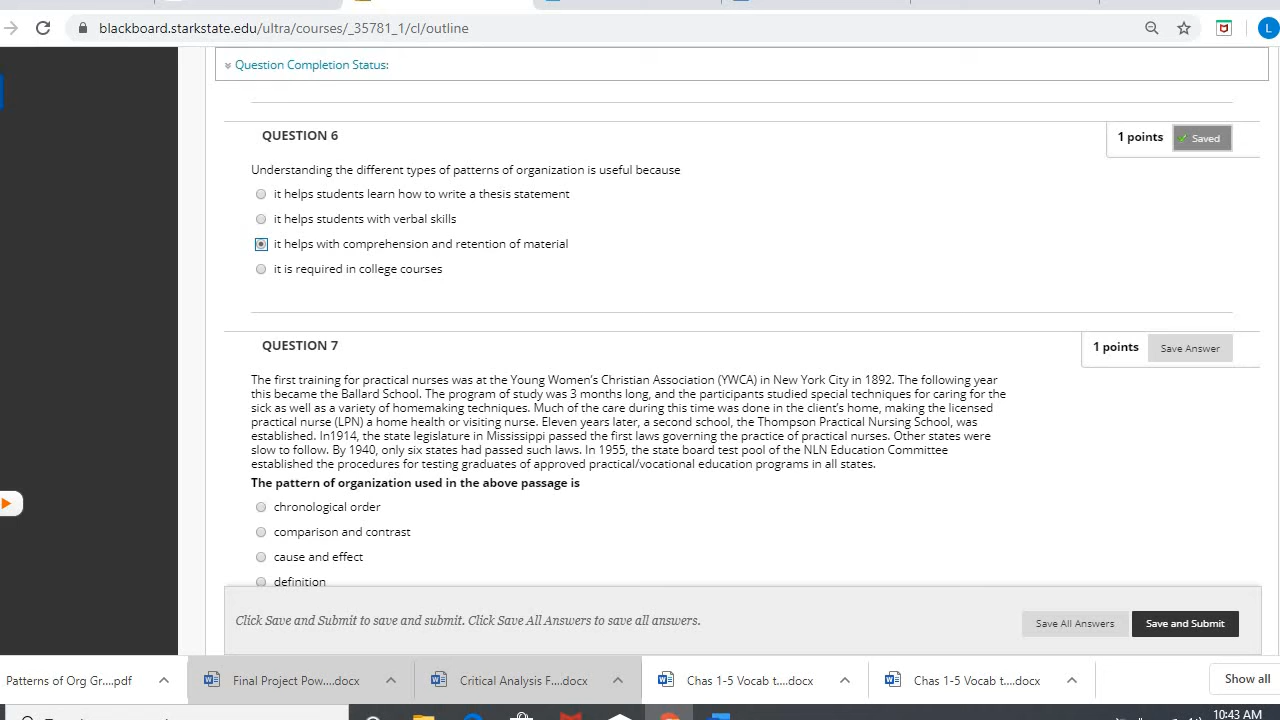 blackboard.starkstate.edu/ultra/courses/_35781_1/cl/outline
L
Question Completion Status:
QUESTION 6
1 points
Saved
Understanding the different types of patterns of organization is useful because
it helps students learn how to write a thesis statement
it helps students with verbal skills
it helps with comprehension and retention of material
it is required in college courses
QUESTION 7
1 points
Save Answer
The first training for practical nurses was at the Young Women's Christian Association (YWCA) in New York City in 1892. The following year
this became the Ballard School. The program of study was 3 months long, and the participants studied special techniques for caring for the
sick as well as a variety of homemaking techniques. Much of the care during this time was done in the client's home, making the licensed
practical nurse (LPN) a home health or visiting nurse. Eleven years later, a second school, the Thompson Practical Nursing School, was
established. In1914, the state legislature in Mississippi passed the first laws governing the practice of practical nurses. Other states were
slow to follow. By 1940, only six states had passed such laws. In 1955, the state board test pool of the NLN Education Committee
established the procedures for testing graduates of approved practical/vocational education programs in all states.
The pattern of organization used in the above passage is
chronological order
comparison and contrast
cause and effect
definition
Click Save and Submit to save and submit. Click Save All Answers to save all answers.
Save All Answers
Save and Submit
Patterns of Org Gr....pdf
Final Project Pow....docx
Critical Analysis F....docx
Chas 1-5 Vocab t....docx
Chas 1-5 Vocab t....docx
Show all
10:43 AM